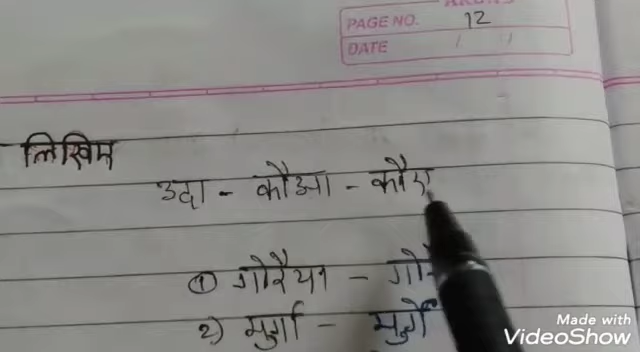 PAGE NO. 12
DATE / /
लिखिम
उदा - कौआ - कौए
① गोरैया -
2) मुर्गा - मुर्गे
Made with
VideoShow